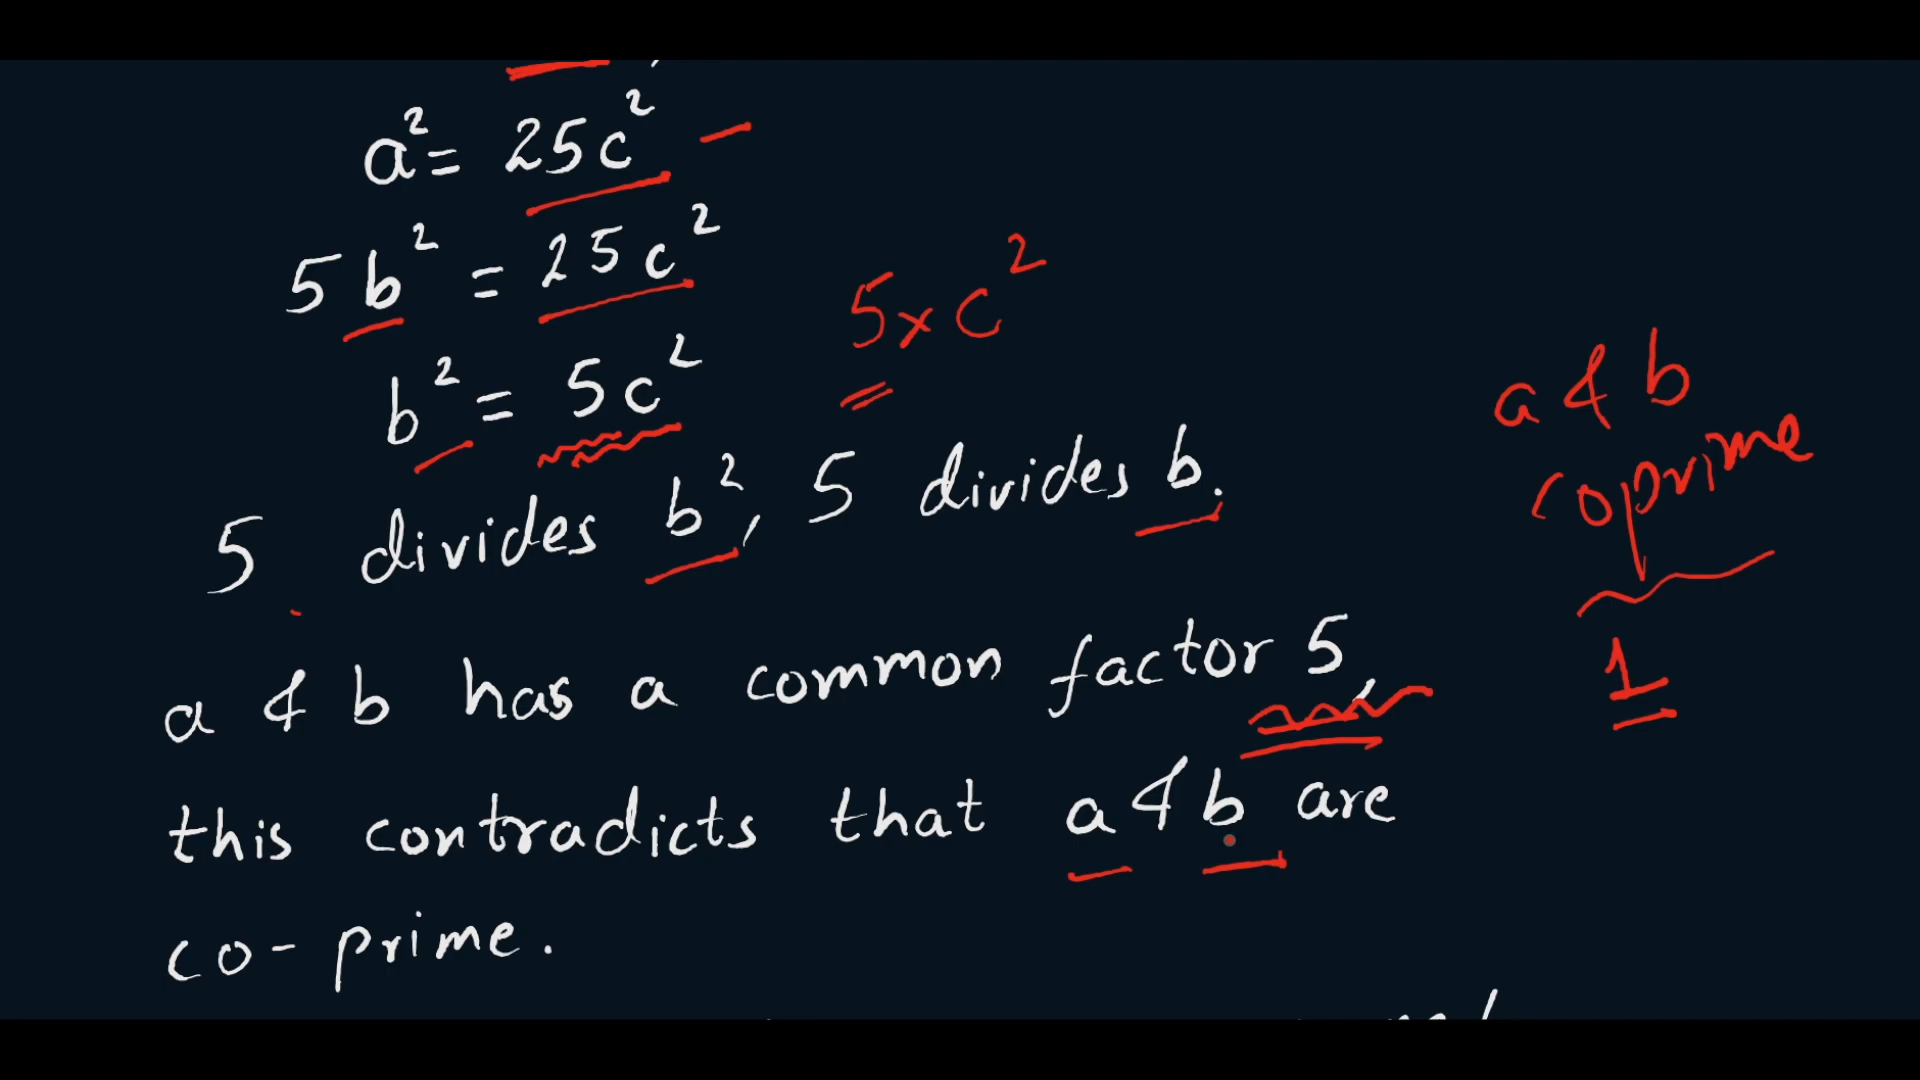 a² = 25c²
5b² = 25c²
5 × c²
b² = 5c²
a & b
coprime
1
5 divides b², 5 divides b.
a & b has a common factor 5,
this contradicts that a & b are
co-prime.